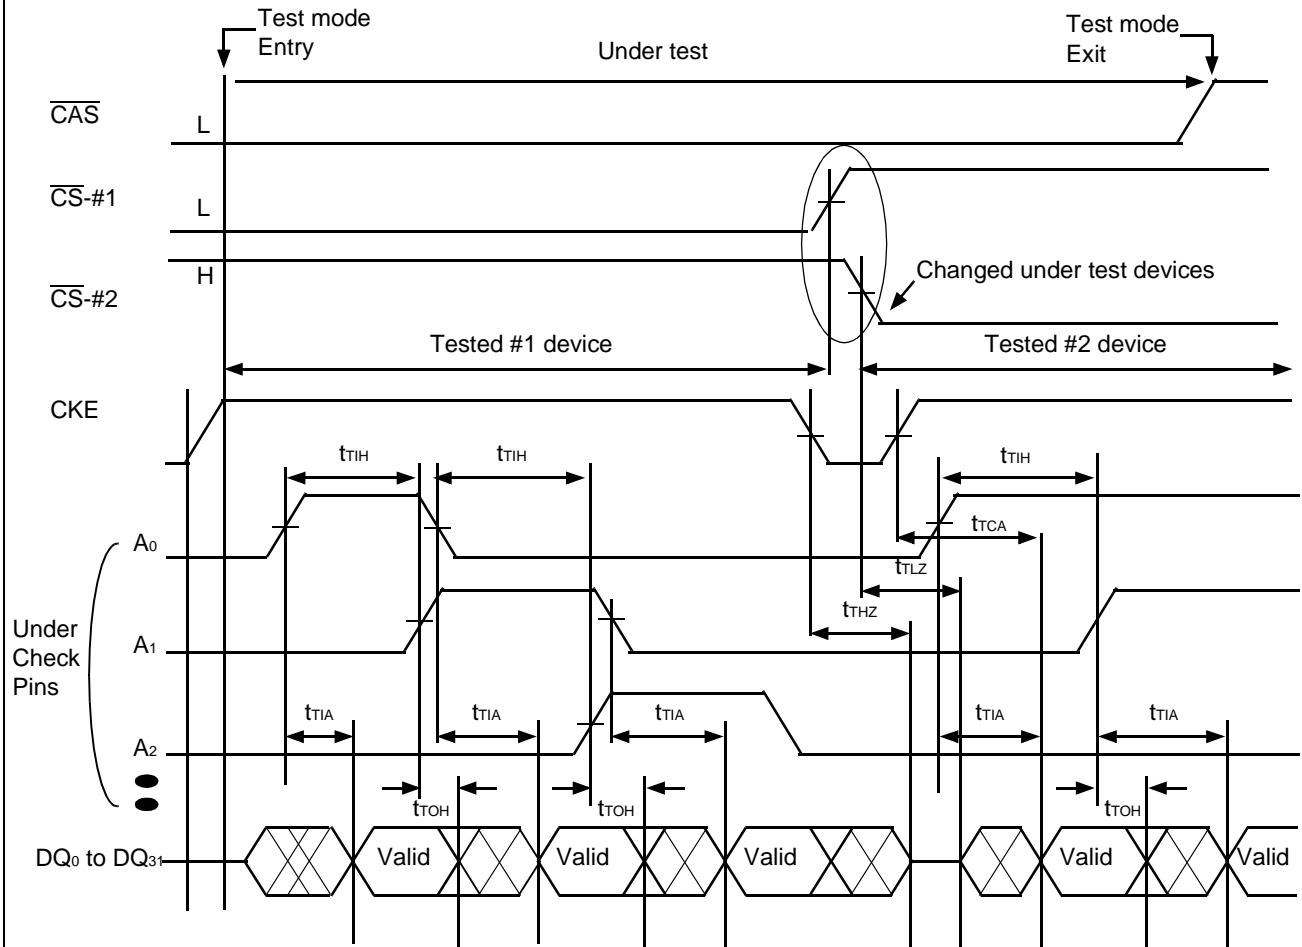 Test mode
Entry
Under test
Test mode
Exit
CAS
L
CS-#1
L
H
CS-#2
Changed under test devices
Tested #1 device
Tested #2 device
CKE
tTIH
tTIH
tTIH
A0
tTCA
tTLZ
tTHZ
Under
Check
Pins
A1
tTIA
tTIA
tTIA
tTIA
tTIA
A2
tTOH
tTOH
tTOH
DQ0 to DQ31
Valid
Valid
Valid
Valid
Valid